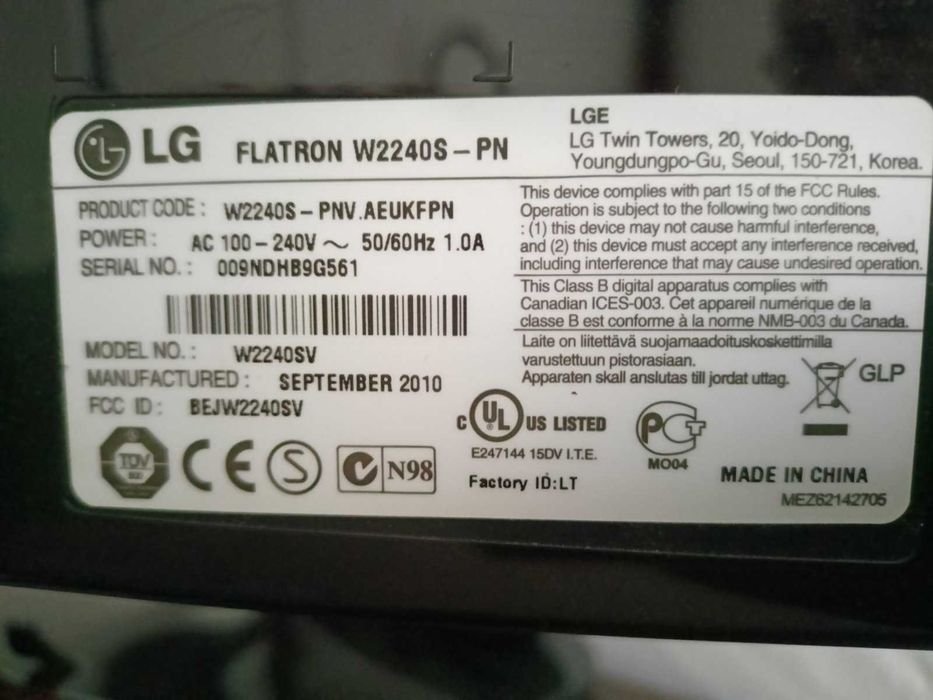 LG FLATRON W2240S-PN
LGE
LG Twin Towers, 20, Yoido-Dong,
Youngdungpo-Gu, Seoul, 150-721, Korea.
PRODUCT CODE : W2240S-PNV.AEUKFPN
POWER : AC 100-240V ~ 50/60Hz 1.0A
SERIAL NO. : 009NDHB9G561
MODEL NO. : W2240SV
MANUFACTURED : SEPTEMBER 2010
FCC ID : BEJW2240SV
This device complies with part 15 of the FCC Rules.
Operation is subject to the following two conditions
: (1) this device may not cause harmful interference,
and (2) this device must accept any interference received,
including interference that may cause undesired operation.
This Class B digital apparatus complies with
Canadian ICES-003. Cet appareil numérique de la
classe B est conforme à la norme NMB-003 du Canada.
Laite on liitettävä suojamaadoituskoskettimilla
varustettuun pistorasiaan.
Apparaten skall anslutas till jordat uttag.
GLP
TÜV
CE
S
N98
c UL US LISTED
E247144 15DV I.T.E.
Factory ID:LT
PCT
MO04
MADE IN CHINA
MEZ62142705